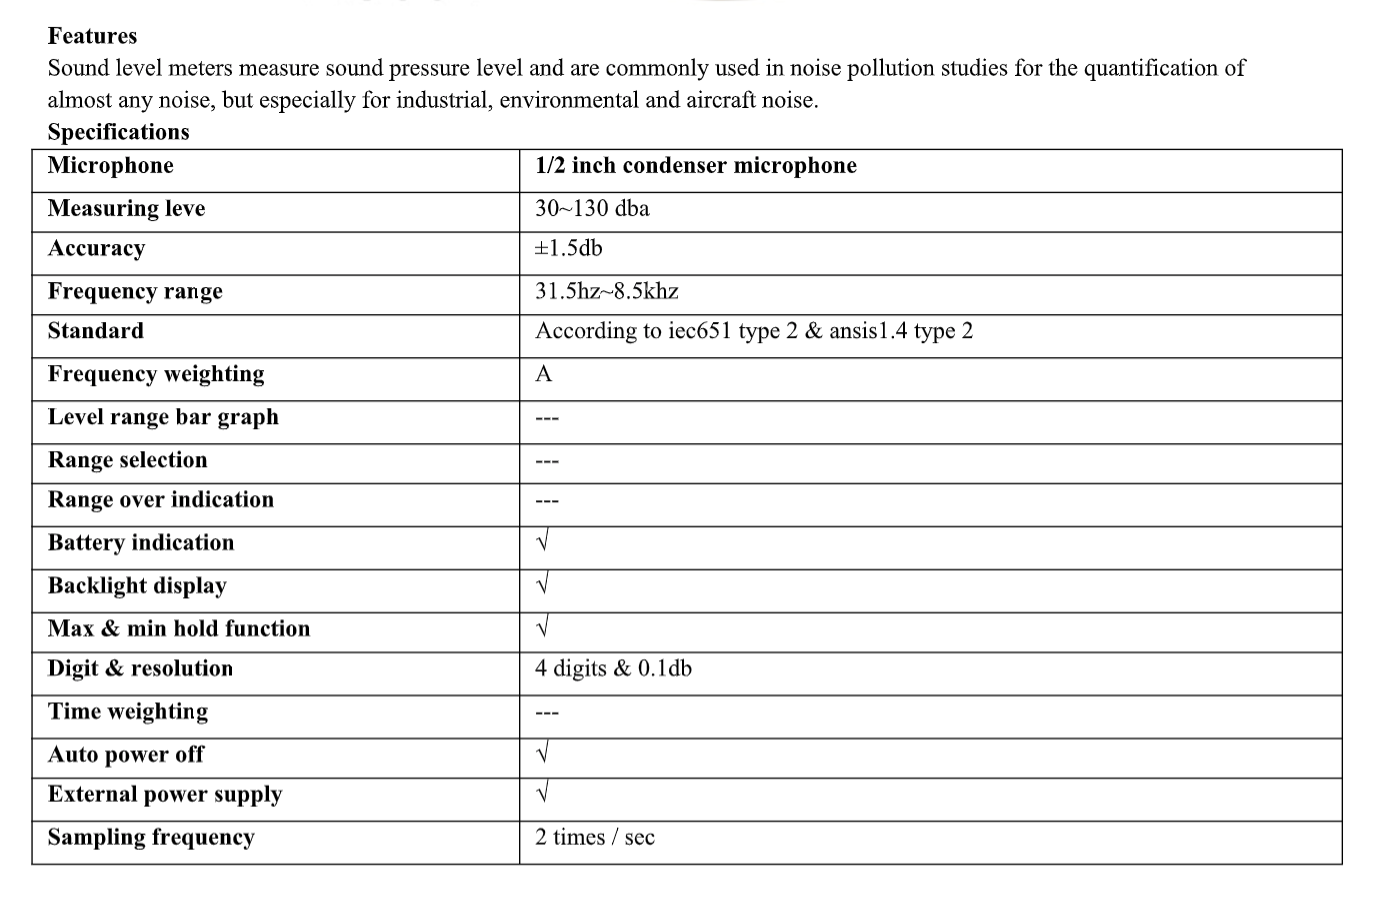 Features
Sound level meters measure sound pressure level and are commonly used in noise pollution studies for the quantification of
almost any noise, but especially for industrial, environmental and aircraft noise.
Specifications
Microphone 1/2 inch condenser microphone
Measuring leve 30~130 dba
Accuracy ±1.5db
Frequency range 31.5hz~8.5khz
Standard According to iec651 type 2 & ansis1.4 type 2
Frequency weighting A
Level range bar graph ---
Range selection ---
Range over indication ---
Battery indication √
Backlight display √
Max & min hold function √
Digit & resolution 4 digits & 0.1db
Time weighting ---
Auto power off √
External power supply √
Sampling frequency 2 times / sec